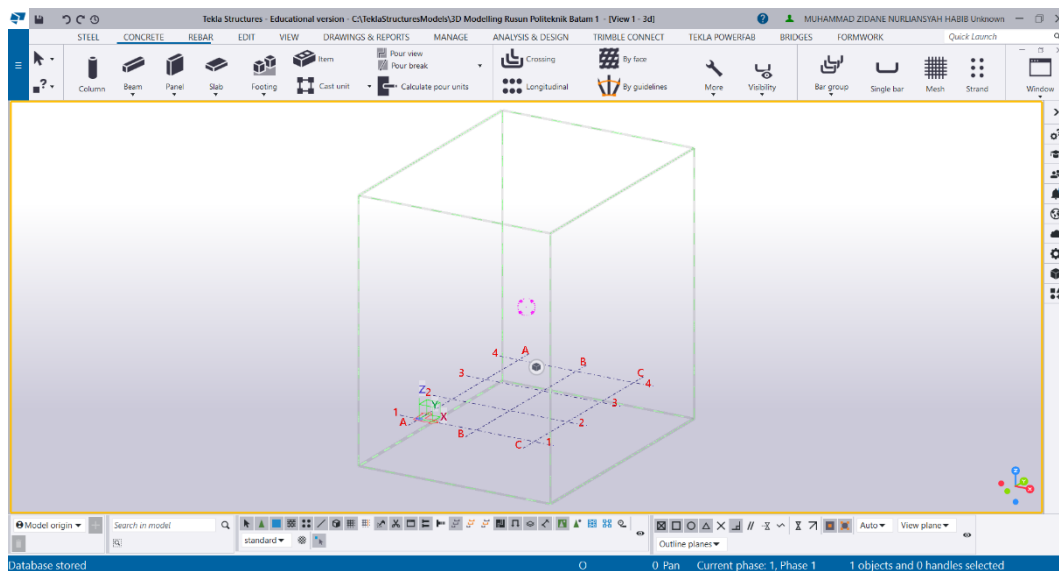 Tekla Structures - Educational version - C:\TeklaStructuresModels\3D Modelling Rusun Politeknik Batam 1 - [View 1 - 3d]
MUHAMMAD ZIDANE NURLIANSYAH HABIB Unknown
STEEL CONCRETE REBAR EDIT VIEW DRAWINGS & REPORTS MANAGE ANALYSIS & DESIGN TRIMBLE CONNECT TEKLA POWERFAB BRIDGES FORMWORK Quick Launch
Item Pour view Crossing By face
Pour break
Column Beam Panel Slab Footing Cast unit Calculate pour units Longitudinal By guidelines More Visibility Bar group Single bar Mesh Strand Window
4 A
B
3 C
4
Z 2
Y 3
1 X
A 2
B
C 1
Z
Y
X
Model origin Search in model
standard
Auto View plane
Outline planes
Database stored O 0 Pan Current phase: 1, Phase 1 1 objects and 0 handles selected